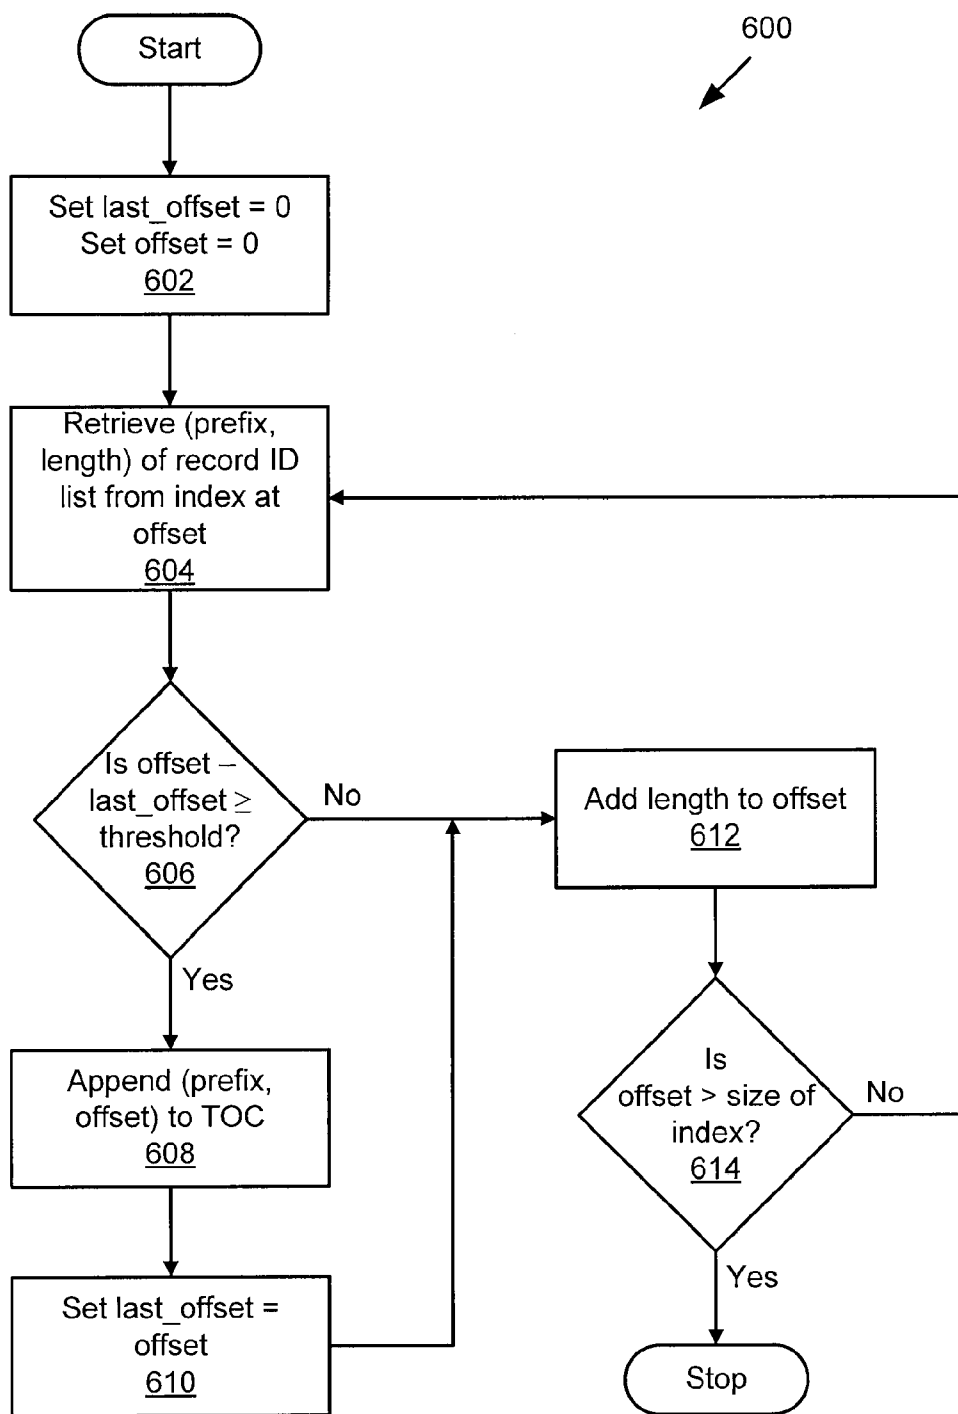 600
Start
Set last_offset = 0
Set offset = 0
602
Retrieve (prefix,
length) of record ID
list from index at
offset
604
Is offset –
last_offset ≥
threshold?
606
No
Yes
Append (prefix,
offset) to TOC
608
Set last_offset =
offset
610
Add length to offset
612
Is
offset > size of
index?
614
No
Yes
Stop